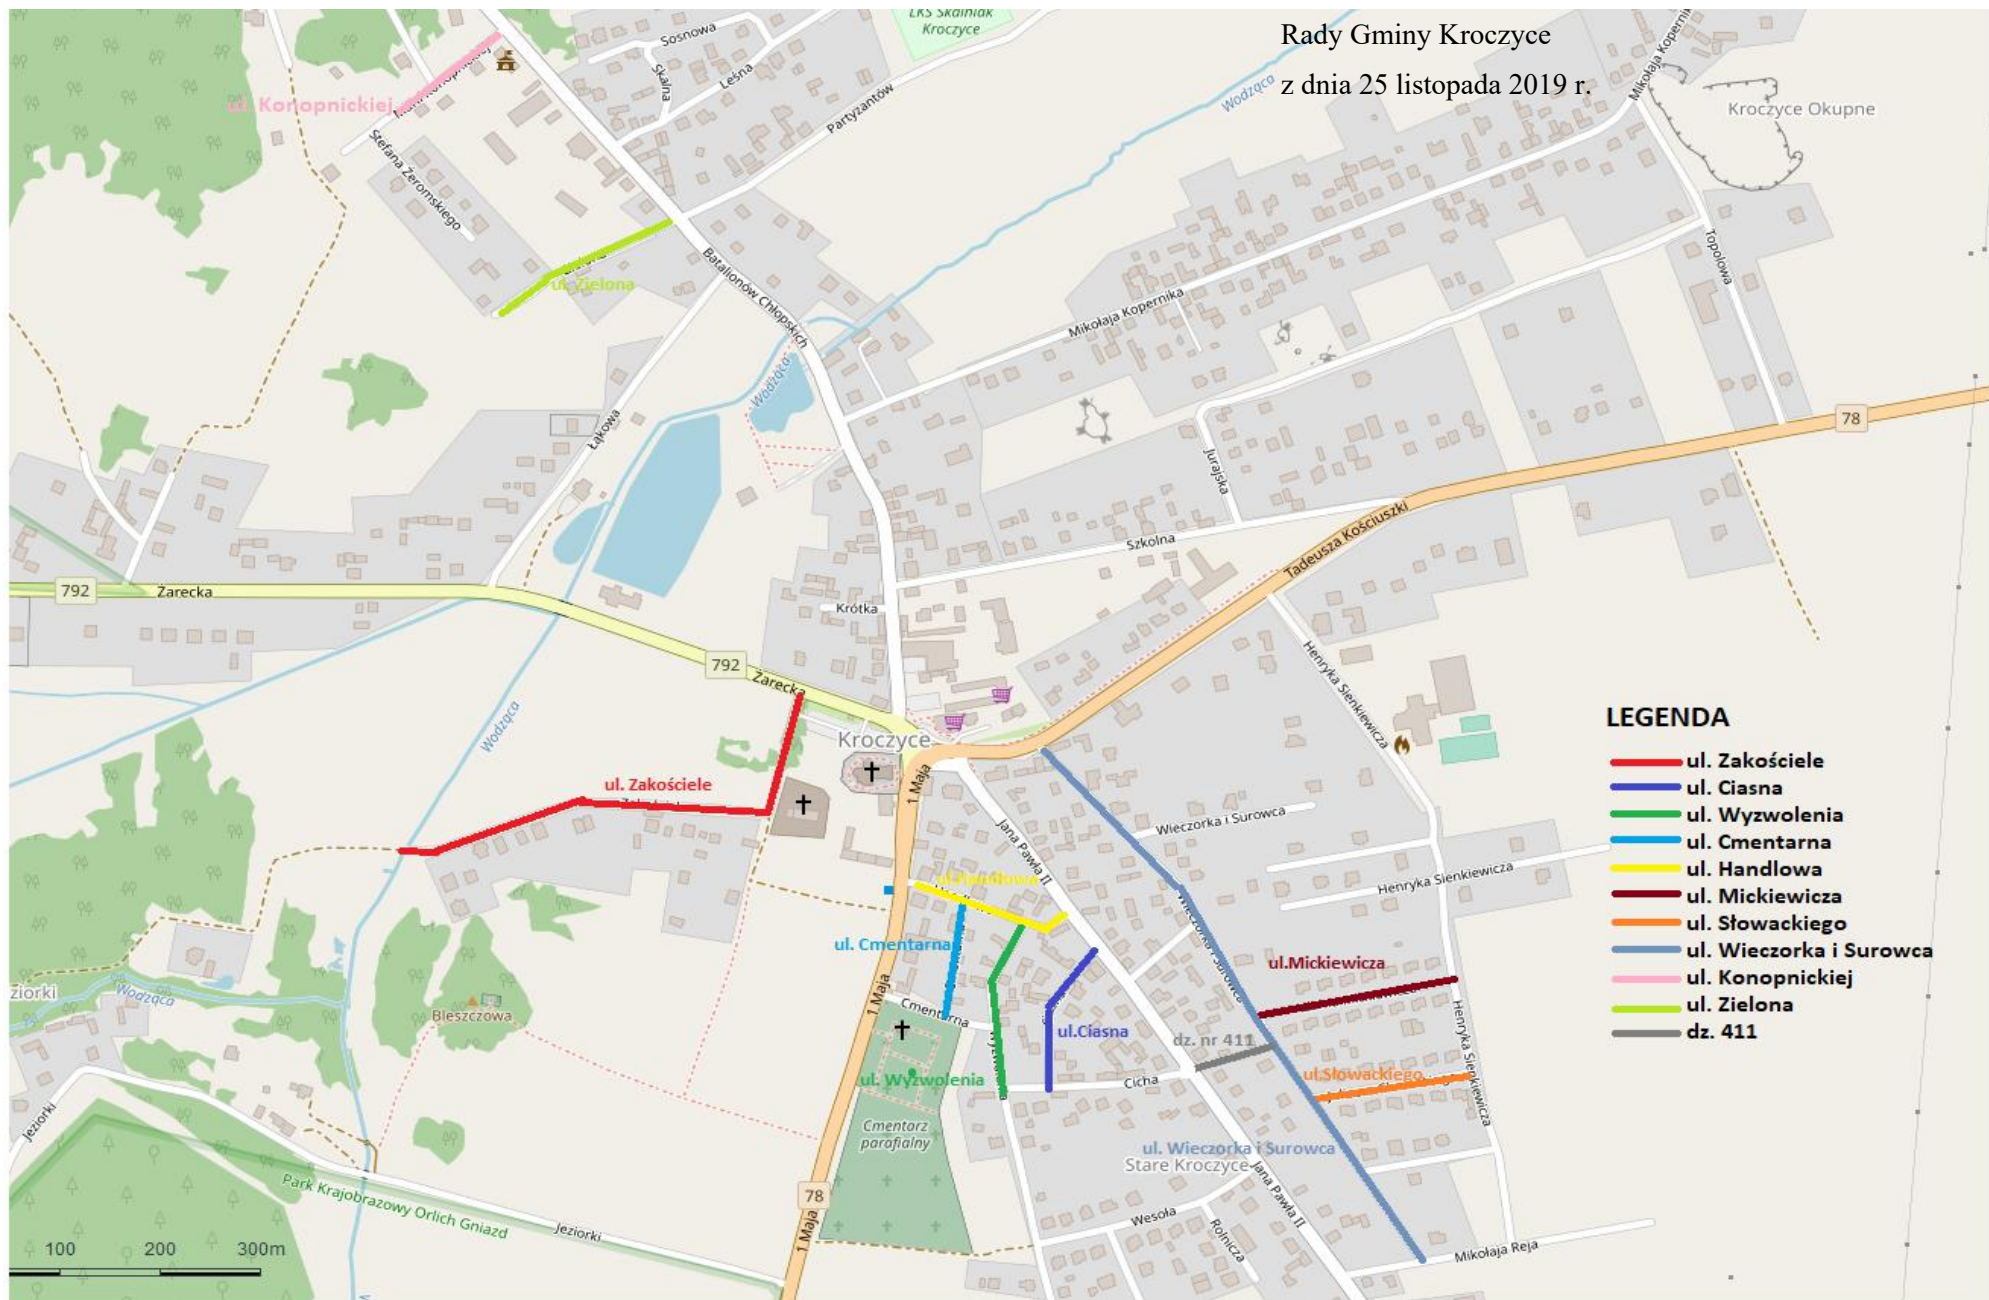 LKS Skalniak
Kroczyce
Rady Gminy Kroczyce
z dnia 25 listopada 2019 r.
Sosnowa
Skalna
Leśna
Partyzantów
Wodząca
Mikołaja Kopernika
Kroczyce Okupne
ul. Konopnickiej
Stefana Żeromskiego
ul. Zielona
Batalionów Chłopskich
Topolowa
Mikołaja Kopernika
Wodząca
Łąkowa
78
Jurajska
Tadeusza Kościuszki
Szkolna
792
Żarecka
Krótka
Henryka Sienkiewicza
792
Żarecka
Wodząca
Kroczyce
LEGENDA
ul. Zakościele
ul. Ciasna
ul. Wyzwolenia
ul. Cmentarna
ul. Handlowa
ul. Mickiewicza
ul. Słowackiego
ul. Wieczorka i Surowca
ul. Konopnickiej
ul. Zielona
dz. 411
ul. Zakościele
1 Maja
Jana Pawła II
Wieczorka i Surowca
ul.Handlowa
Henryka Sienkiewicza
Wieczorka i Surowca
ul. Cmentarna
ul.Mickiewicza
ziorki
Wodząca
Bleszczowa
1 Maja
Cmentarna
Wyzwolenia
ul.Ciasna
dz. nr 411
Henryka Sienkiewicza
ul. Wyzwolenia
Cicha
ul.Słowackiego
Jeziorki
Cmentarz
parafialny
ul. Wieczorka i Surowca
Stare Kroczyce
Jana Pawła II
Park Krajobrazowy Orlich Gniazd
78
Jeziorki
1 Maja
Wesoła
Rolnicza
Mikołaja Reja
100 200 300m